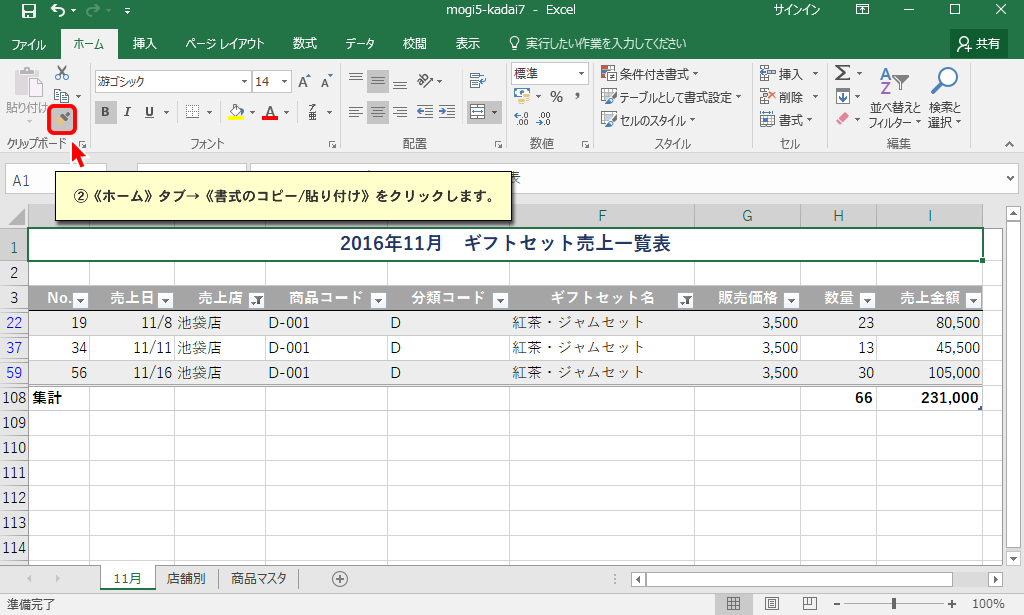 mogi5-kadai7 - Excel サインイン
ファイル ホーム 挿入 ページ レイアウト 数式 データ 校閲 表示 実行したい作業を入力してください 共有
貼り付け 游ゴシック 14 A A 標準 条件付き書式 挿入 Σ
B I U A % , テーブルとして書式設定 削除 並べ替えと 検索と
セルのスタイル 書式 フィルター 選択
クリップボード フォント 配置 数値 スタイル セル 編集
A1 表
②《ホーム》タブ→《書式のコピー/貼り付け》をクリックします。
F G H I
1 2016年11月 ギフトセット売上一覧表
2
3 No. 売上日 売上店 商品コード 分類コード ギフトセット名 販売価格 数量 売上金額
22 19 11/8 池袋店 D-001 D 紅茶・ジャムセット 3,500 23 80,500
37 34 11/11 池袋店 D-001 D 紅茶・ジャムセット 3,500 13 45,500
59 56 11/16 池袋店 D-001 D 紅茶・ジャムセット 3,500 30 105,000
108 集計 66 231,000
109
110
111
112
113
114
11月 店舗別 商品マスタ
準備完了 100%